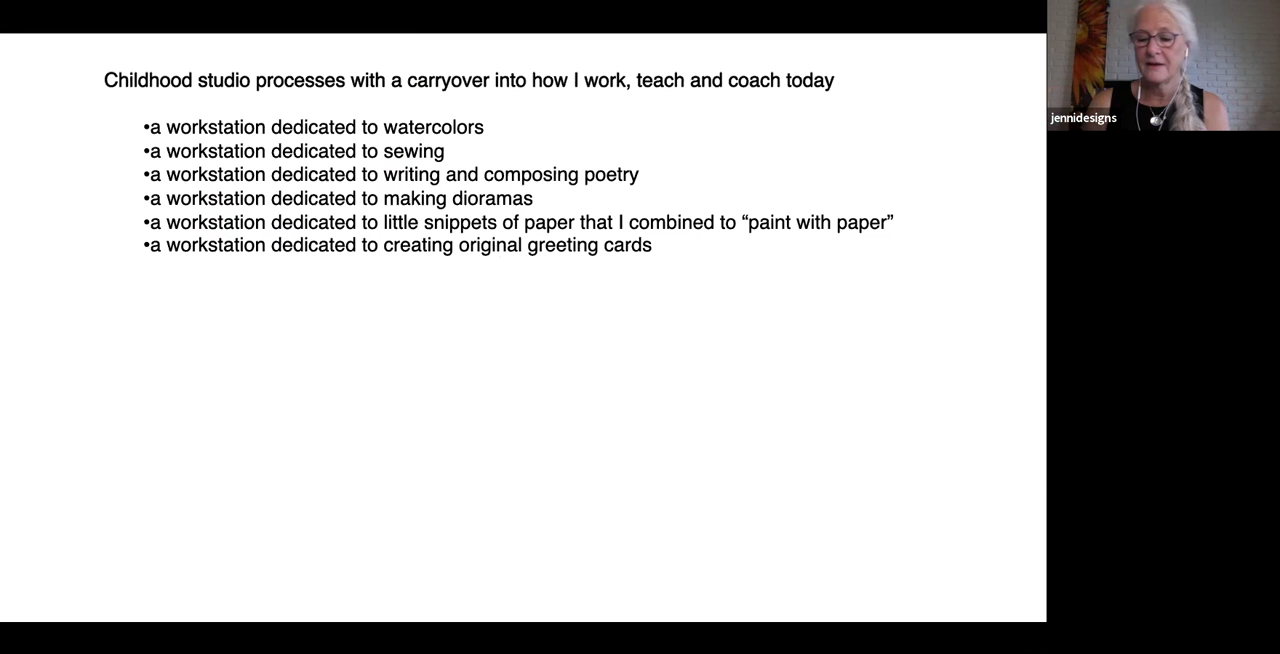 Childhood studio processes with a carryover into how I work, teach and coach today
•a workstation dedicated to watercolors
•a workstation dedicated to sewing
•a workstation dedicated to writing and composing poetry
•a workstation dedicated to making dioramas
•a workstation dedicated to little snippets of paper that I combined to “paint with paper”
•a workstation dedicated to creating original greeting cards
jennidesigns